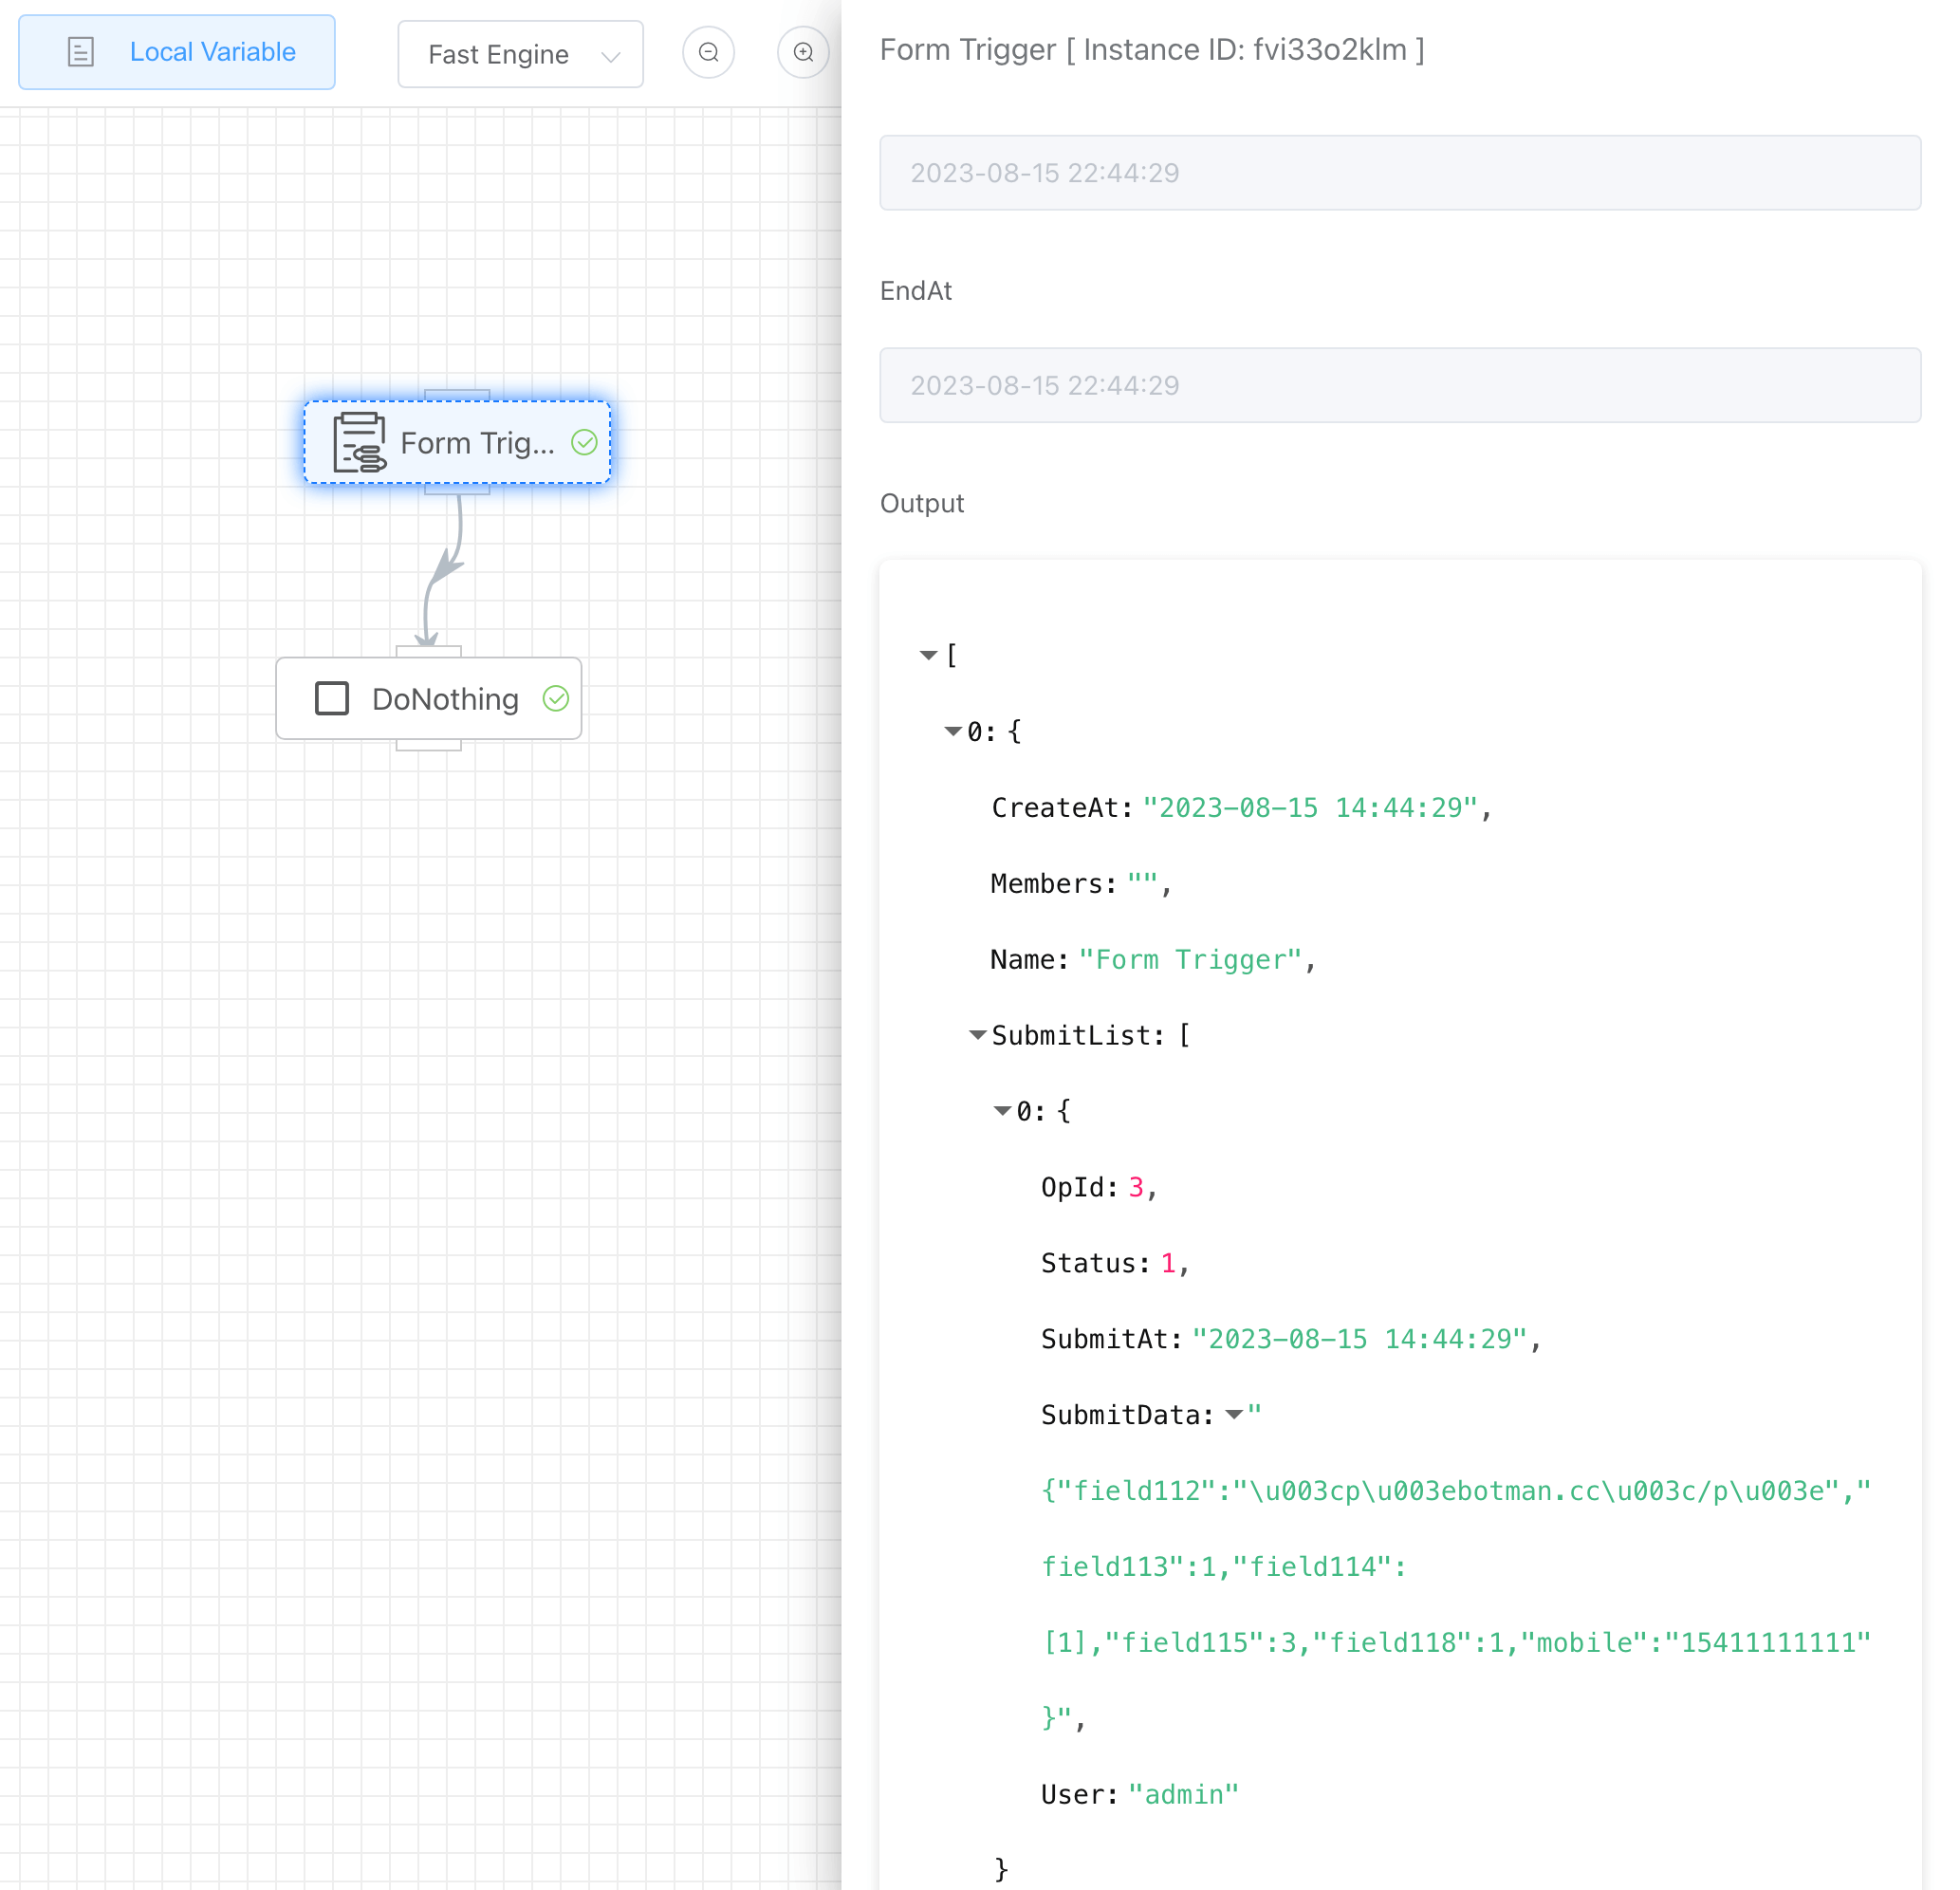 Local Variable
Fast Engine
Form Trig...
DoNothing
Form Trigger [ Instance ID: fvi33o2klm ]
2023-08-15 22:44:29
EndAt
2023-08-15 22:44:29
Output
[
0: {
CreateAt: "2023-08-15 14:44:29",
Members: "",
Name: "Form Trigger",
SubmitList: [
0: {
OpId: 3,
Status: 1,
SubmitAt: "2023-08-15 14:44:29",
SubmitData: "
{"field112":"\u003cp\u003ebotman.cc\u003c/p\u003e","
field113":1,"field114":
[1],"field115":3,"field118":1,"mobile":"15411111111"
}",
User: "admin"
}